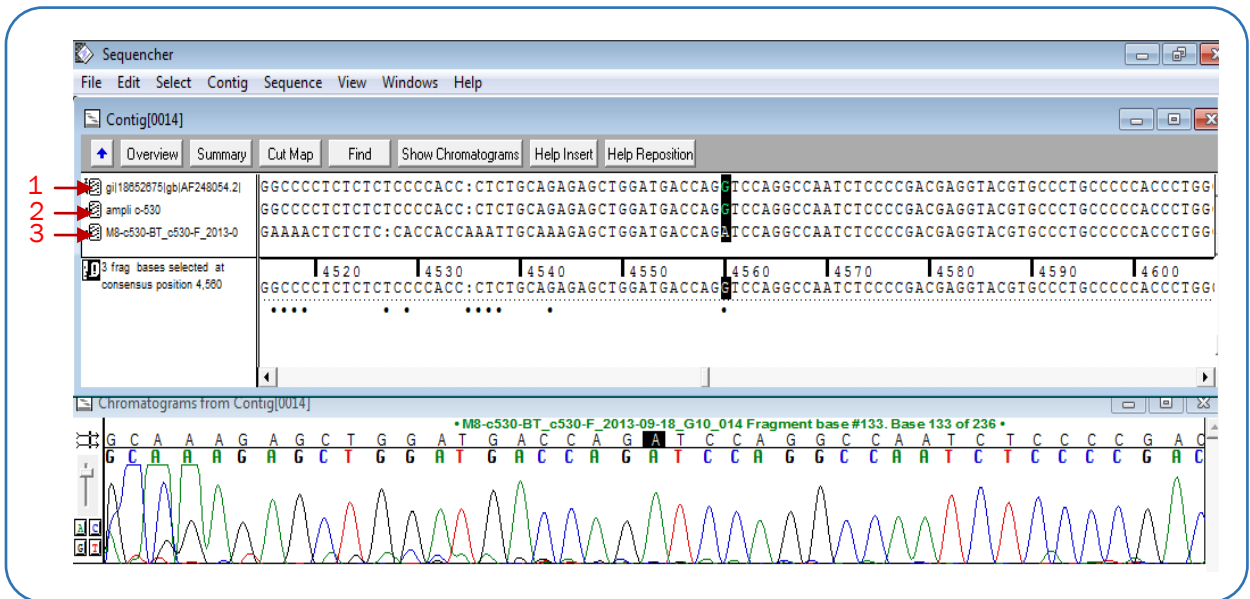 Sequencher
File Edit Select Contig Sequence View Windows Help
Contig[0014]
Overview Summary Cut Map Find Show Chromatograms Help Insert Help Reposition
1 gi|18652675|gb|AF248054.2| GGCCCCTCTCTCTCCCCACC:CTCTGCAGAGAGCTGGATGACCAGGTCCAGGCCAATCTCCCCGACGAGGTACGTGCCCTGCCCCCACCCTGG
2 ampli c-530 GGCCCCTCTCTCTCCCCACC:CTCTGCAGAGAGCTGGATGACCAGGTCCAGGCCAATCTCCCCGACGAGGTACGTGCCCTGCCCCCACCCTGG
3 M8-c530-BT_c530-F_2013-0 GAAAACTCTCTC:CACCACCAAATTGCAAAGAGCTGGATGACCAGATCCAGGCCAATCTCCCCGACGAGGTACGTGCCCTGCCCCCACCCTGG
3 frag bases selected at
consensus position 4,560
4520 4530 4540 4550 4560 4570 4580 4590 4600
GGCCCCTCTCTCTCCCCACC:CTCTGCAGAGAGCTGGATGACCAGGTCCAGGCCAATCTCCCCGACGAGGTACGTGCCCTGCCCCCACCCTGG
Chromatograms from Contig[0014]
• M8-c530-BT_c530-F_2013-09-18_G10_014 Fragment base #133. Base 133 of 236 •
G C A A A G A G C T G G A T G A C C A G A T C C A G G C C A A T C T C C C C G A C
G C A A A G A G C T G G A T G A C C A G A T C C A G G C C A A T C T C C C C G A C
A C
G T